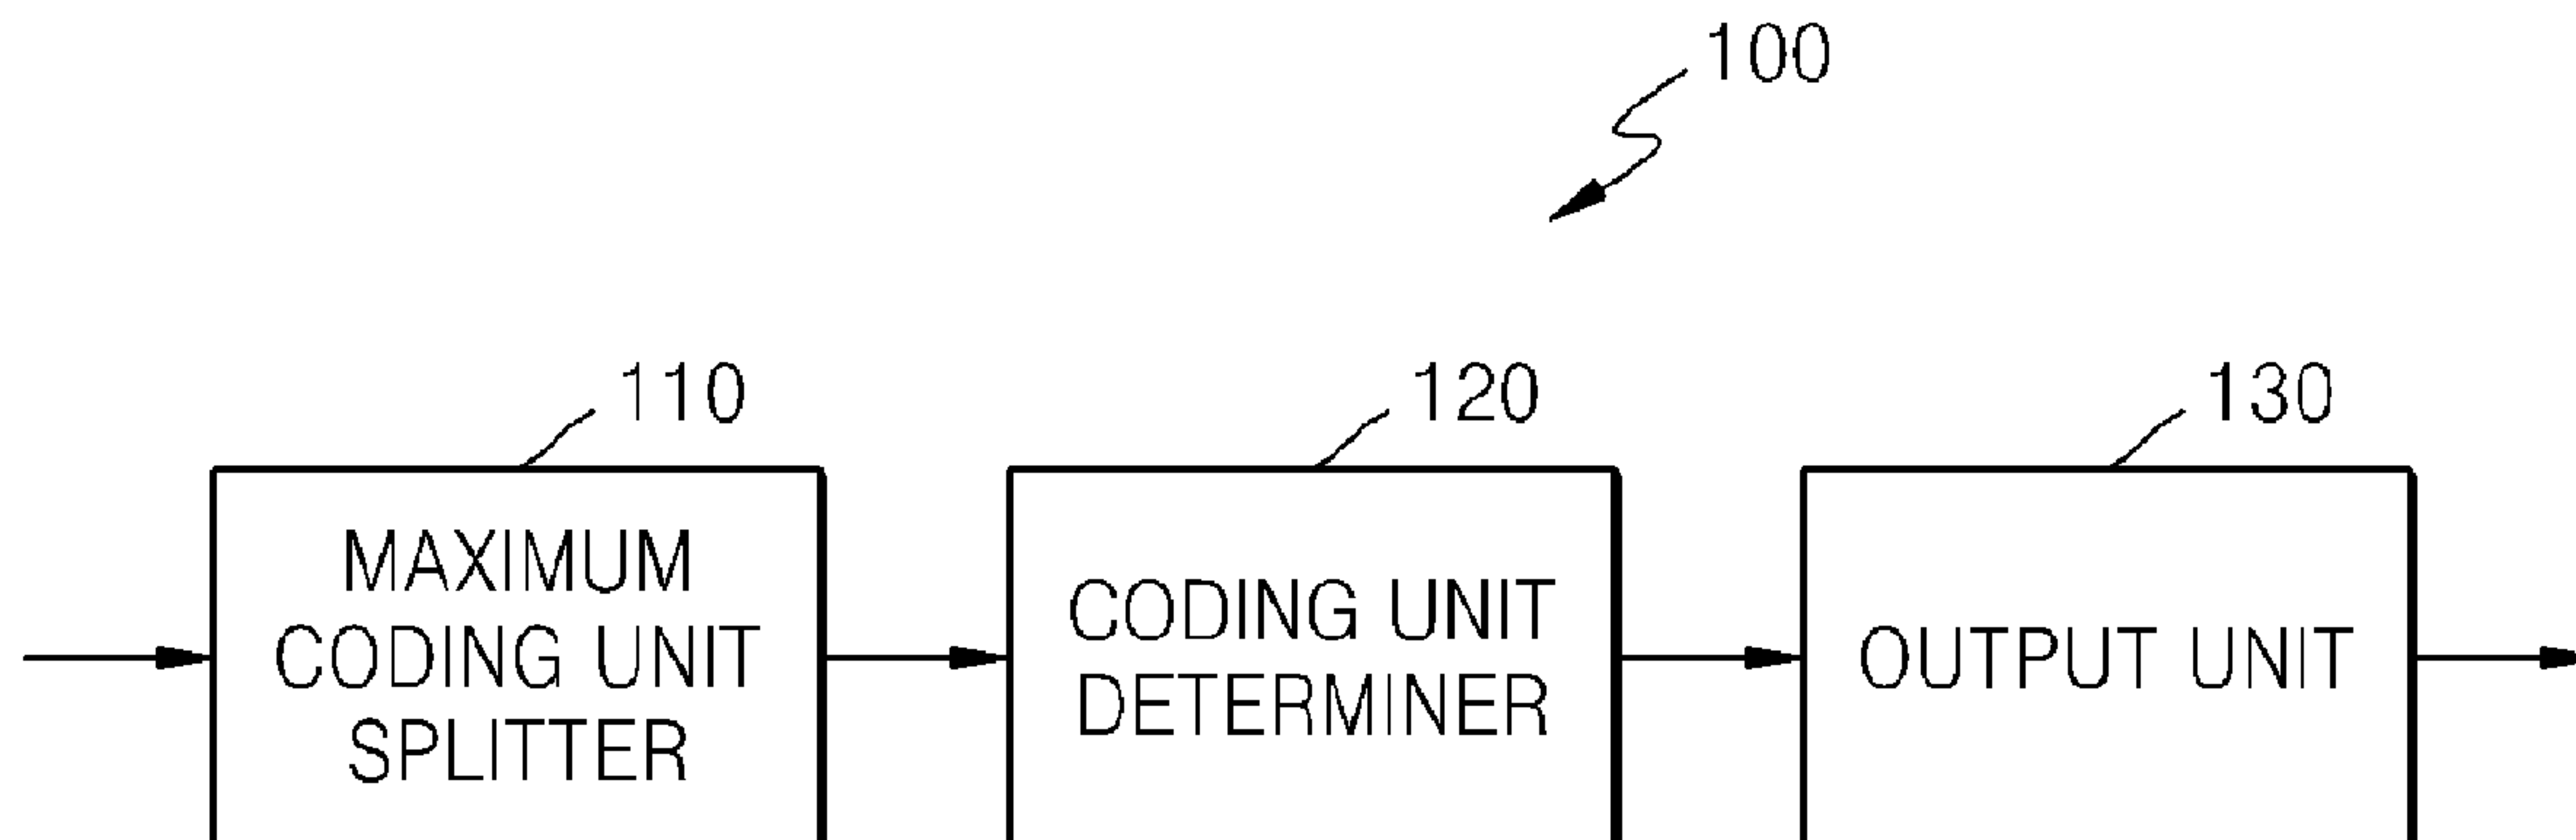 100
110
120
130
MAXIMUM
CODING UNIT
SPLITTER
CODING UNIT
DETERMINER
OUTPUT UNIT